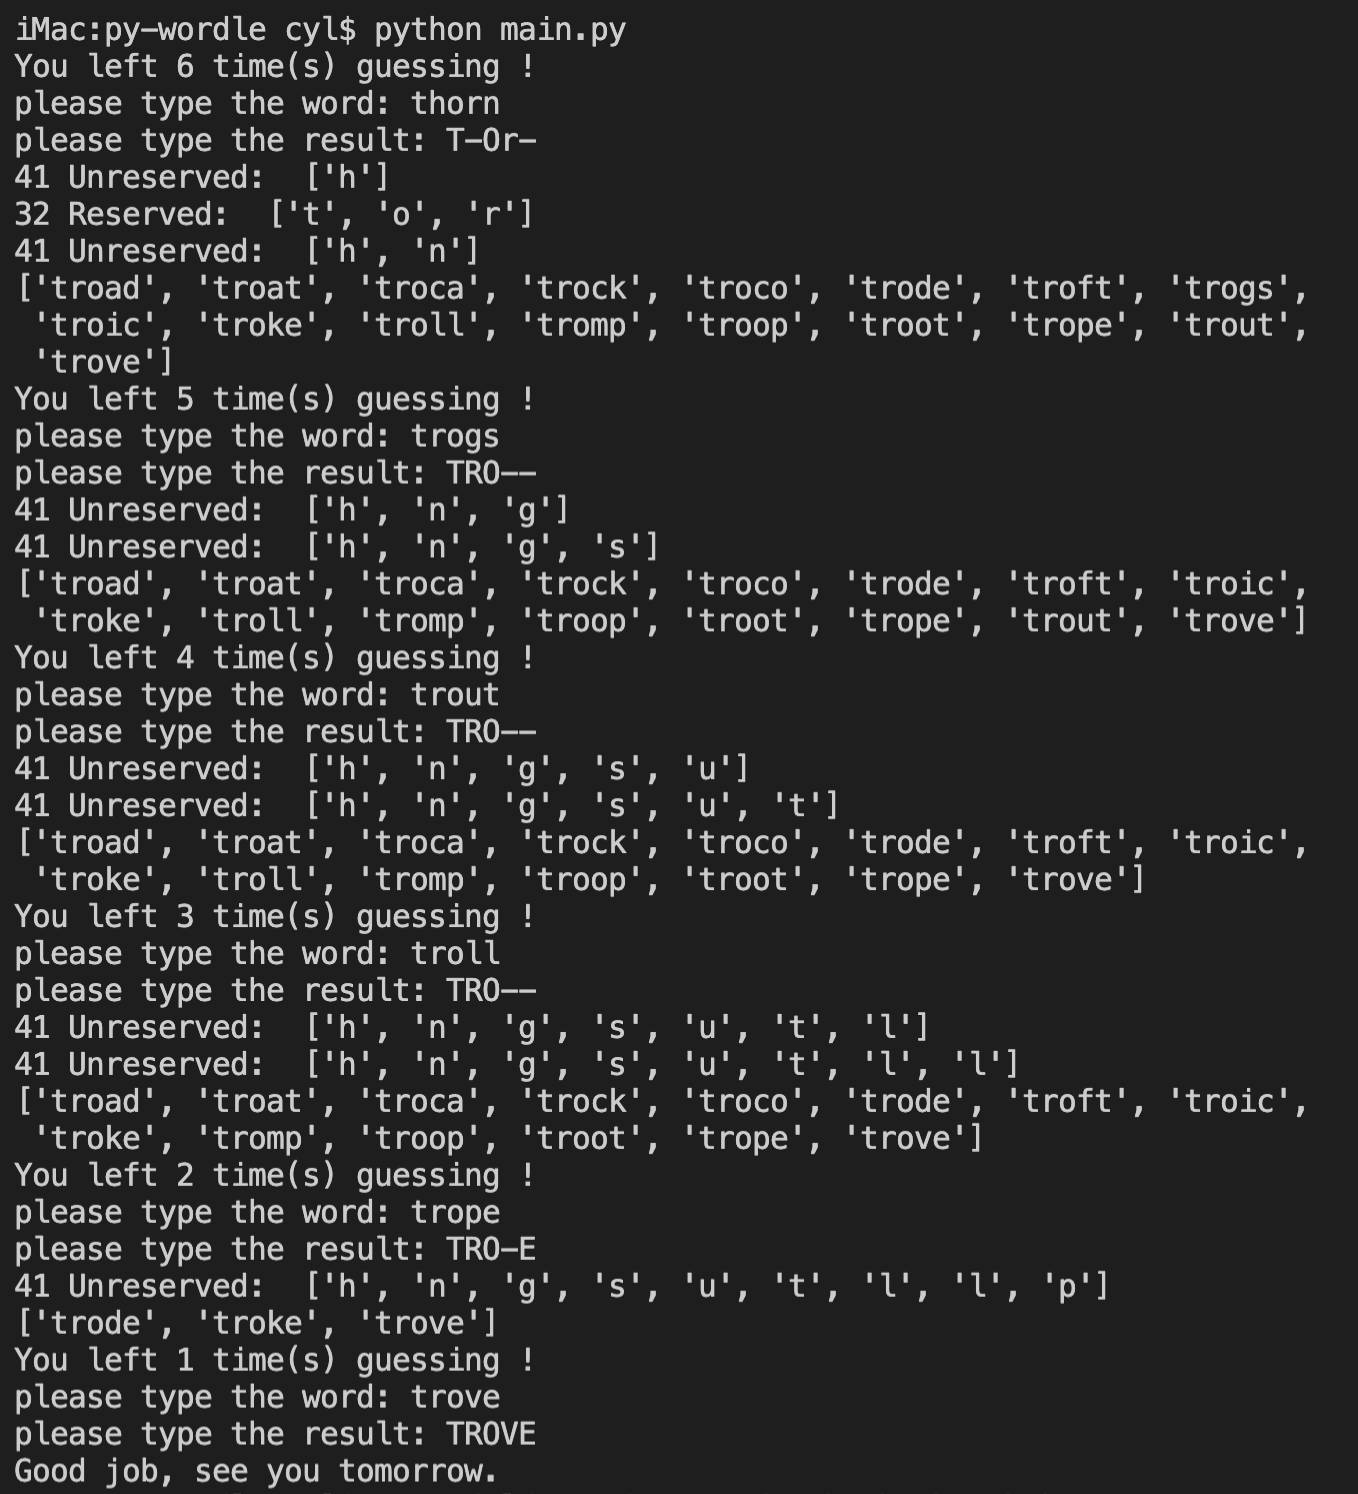 iMac:py-wordle cyl$ python main.py
You left 6 time(s) guessing !
please type the word: thorn
please type the result: T-Or-
41 Unreserved:  ['h']
32 Reserved:  ['t', 'o', 'r']
41 Unreserved:  ['h', 'n']
['troad', 'troat', 'troca', 'trock', 'troco', 'trode', 'troft', 'trogs',
 'troic', 'troke', 'troll', 'tromp', 'troop', 'troot', 'trope', 'trout',
 'trove']
You left 5 time(s) guessing !
please type the word: trogs
please type the result: TRO--
41 Unreserved:  ['h', 'n', 'g']
41 Unreserved:  ['h', 'n', 'g', 's']
['troad', 'troat', 'troca', 'trock', 'troco', 'trode', 'troft', 'troic',
 'troke', 'troll', 'tromp', 'troop', 'troot', 'trope', 'trout', 'trove']
You left 4 time(s) guessing !
please type the word: trout
please type the result: TRO--
41 Unreserved:  ['h', 'n', 'g', 's', 'u']
41 Unreserved:  ['h', 'n', 'g', 's', 'u', 't']
['troad', 'troat', 'troca', 'trock', 'troco', 'trode', 'troft', 'troic',
 'troke', 'troll', 'tromp', 'troop', 'troot', 'trope', 'trove']
You left 3 time(s) guessing !
please type the word: troll
please type the result: TRO--
41 Unreserved:  ['h', 'n', 'g', 's', 'u', 't', 'l']
41 Unreserved:  ['h', 'n', 'g', 's', 'u', 't', 'l', 'l']
['troad', 'troat', 'troca', 'trock', 'troco', 'trode', 'troft', 'troic',
 'troke', 'tromp', 'troop', 'troot', 'trope', 'trove']
You left 2 time(s) guessing !
please type the word: trope
please type the result: TRO-E
41 Unreserved:  ['h', 'n', 'g', 's', 'u', 't', 'l', 'l', 'p']
['trode', 'troke', 'trove']
You left 1 time(s) guessing !
please type the word: trove
please type the result: TROVE
Good job, see you tomorrow.